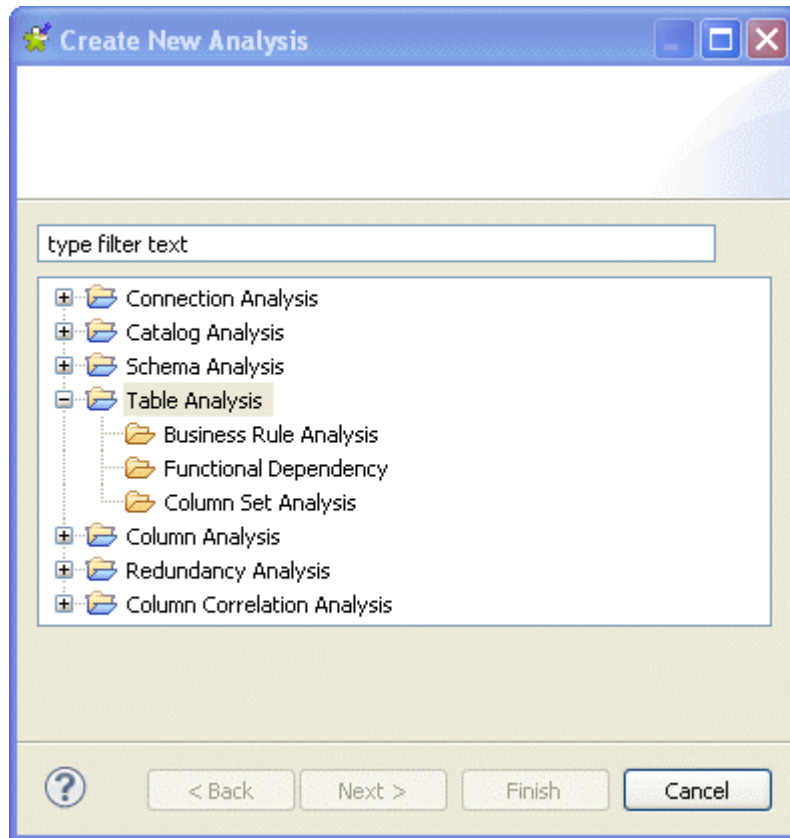 Create New Analysis
type filter text
Connection Analysis
Catalog Analysis
Schema Analysis
Table Analysis
Business Rule Analysis
Functional Dependency
Column Set Analysis
Column Analysis
Redundancy Analysis
Column Correlation Analysis
? < Back Next > Finish Cancel